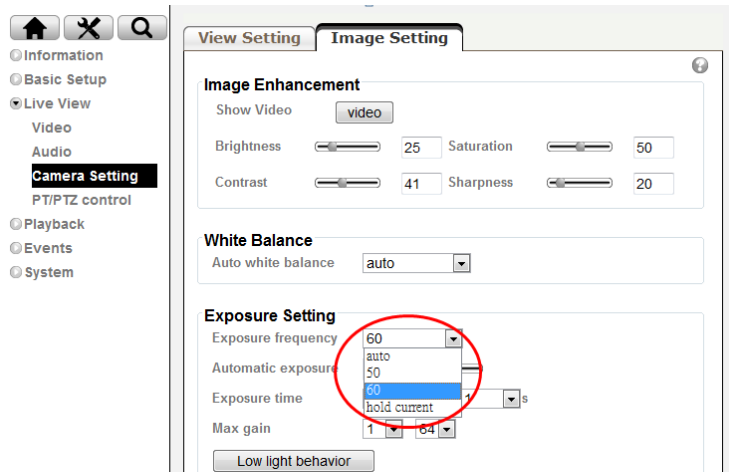 View Setting Image Setting
Information
Basic Setup
Live View
Video
Audio
Camera Setting
PT/PTZ control
Playback
Events
System
Image Enhancement
Show Video video
Brightness 25 Saturation 50
Contrast 41 Sharpness 20
White Balance
Auto white balance auto
Exposure Setting
Exposure frequency 60
auto
50
60
hold current
Automatic exposure
Exposure time 1 s
Max gain 1 64
Low light behavior